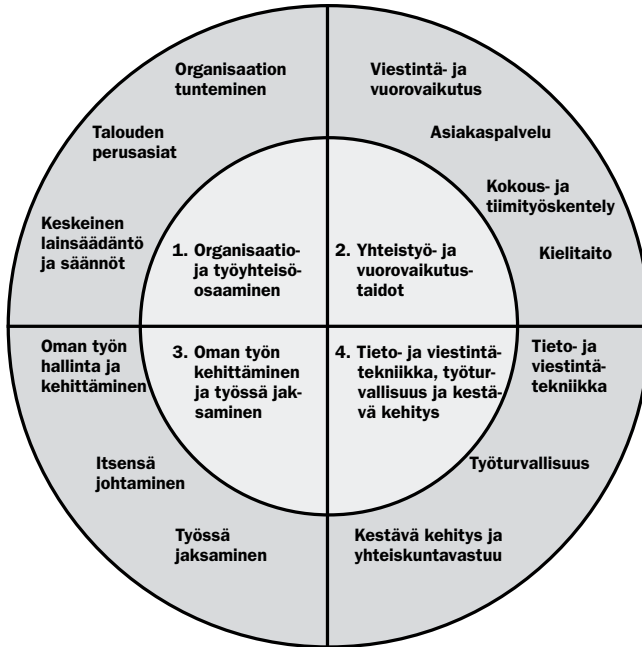 Organisaation
tunteminen
Talouden
perusasiat
Keskeinen
lainsäädäntö
ja säännöt
1. Organisaatio-
ja työyhteisö-
osaaminen
Viestintä- ja
vuorovaikutus
Asiakaspalvelu
Kokous- ja
tiimityöskentely
Kielitaito
2. Yhteistyö- ja
vuorovaikutus-
taidot
Oman työn
hallinta ja
kehittäminen
Itsensä
johtaminen
Työssä
jaksaminen
3. Oman työn
kehittäminen
ja työssä jak-
saminen
4. Tieto- ja viestintä-
tekniikka, työtur-
vallisuus ja kestä-
vä kehitys
Tieto- ja
viestintä-
tekniikka
Työturvallisuus
Kestävä kehitys ja
yhteiskuntavastuu